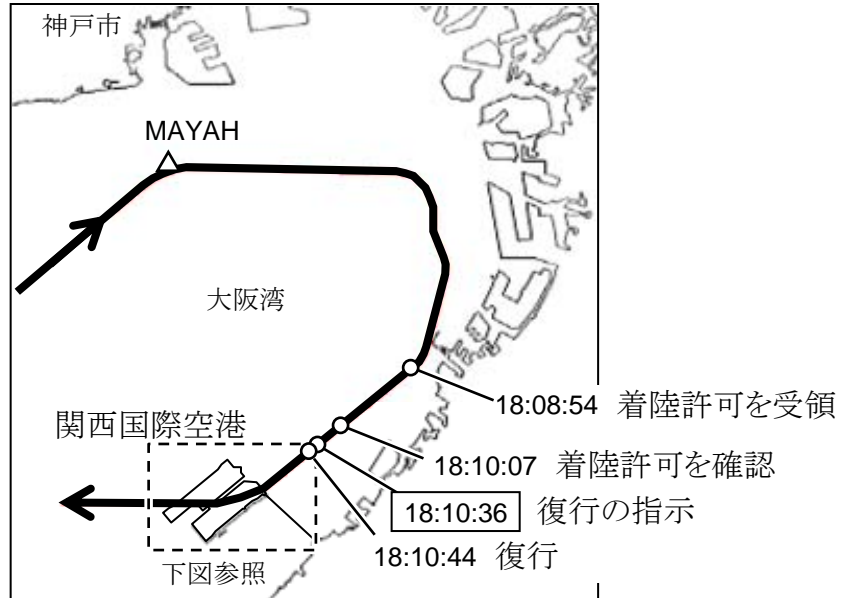 神戸市
MAYAH
大阪湾
18:08:54 着陸許可を受領
関西国際空港
18:10:07 着陸許可を確認
18:10:36 復行の指示
18:10:44 復行
下図参照